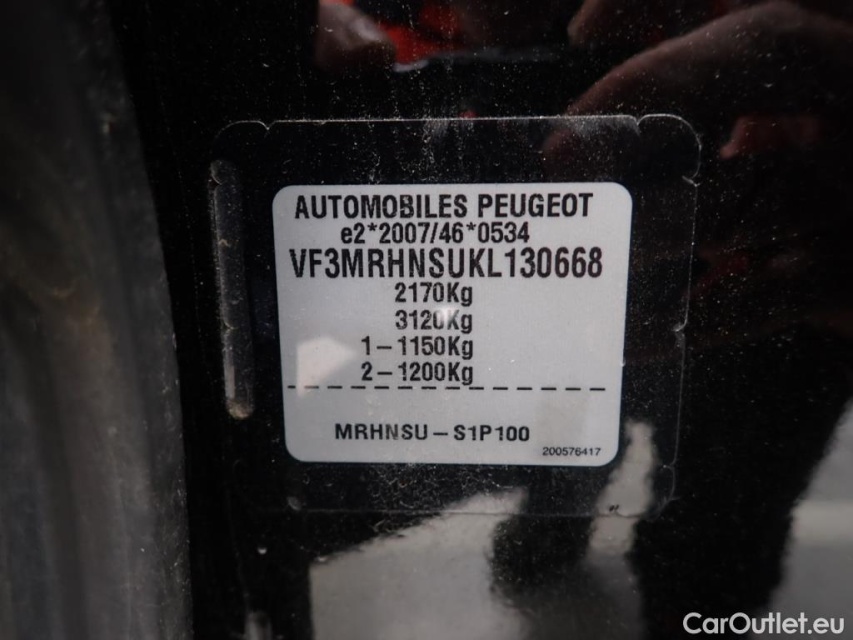 AUTOMOBILES PEUGEOT
e2*2007/46*0534
VF3MRHNSUKL130668
2170Kg
3120Kg
1-1150Kg
2-1200Kg
MRHNSU-S1P100
200576417
CarOutlet.eu